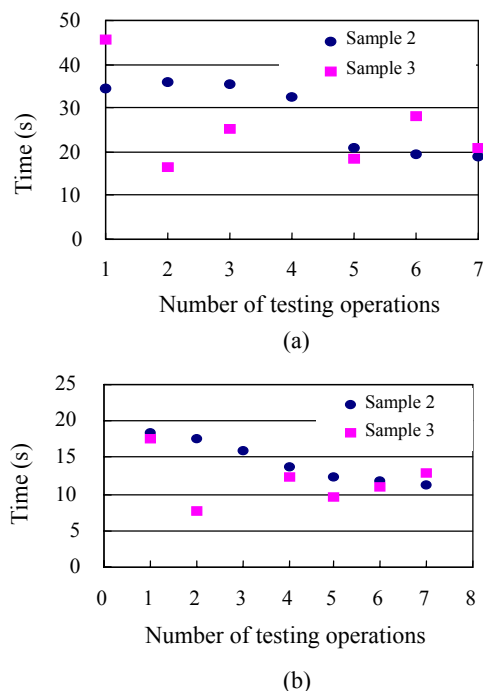 50
40
30
20
10
0
Time (s)
Sample 2
Sample 3
1 2 3 4 5 6 7
Number of testing operations
(a)
25
20
15
10
5
0
Time (s)
Sample 2
Sample 3
0 1 2 3 4 5 6 7 8
Number of testing operations
(b)